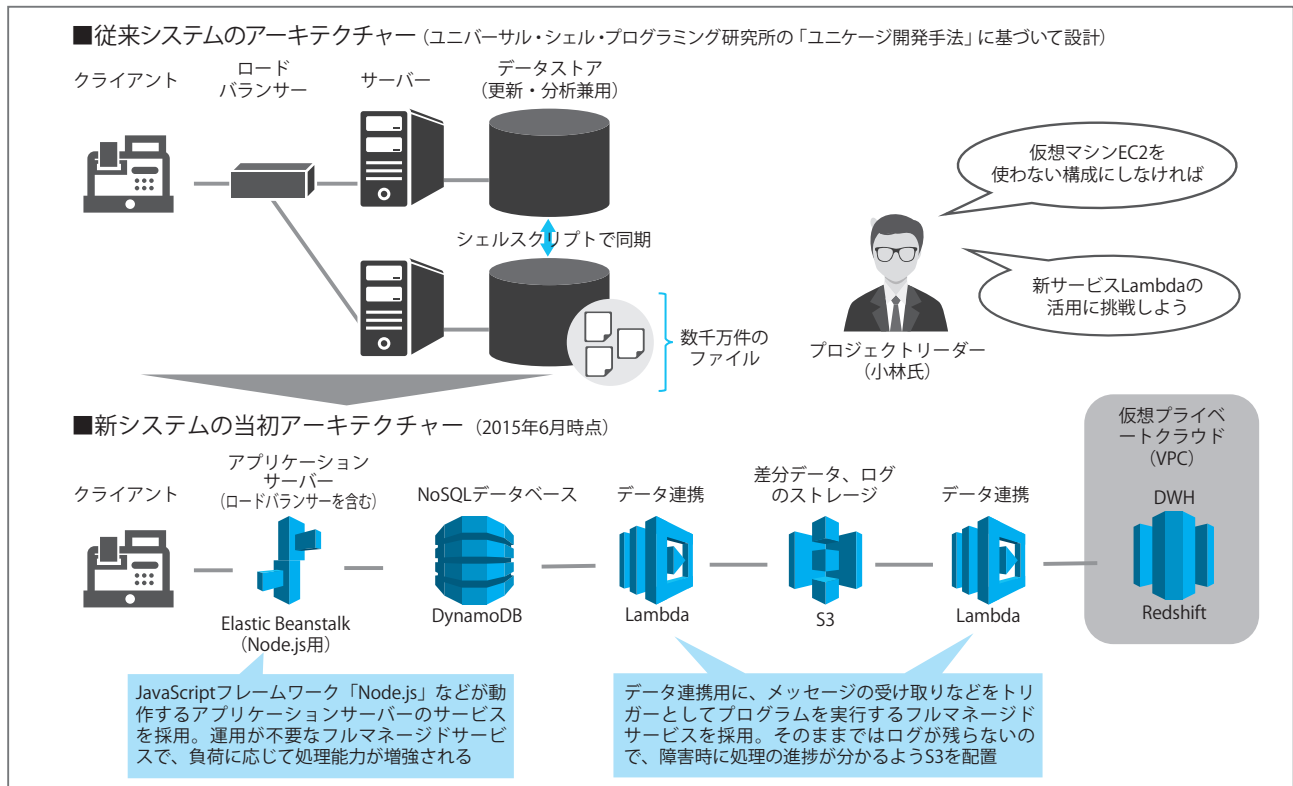 ■従来システムのアーキテクチャー（ユニバーサル・シェル・プログラミング研究所の「ユニケージ開発手法」に基づいて設計）
クライアント
ロード
バランサー
サーバー
データストア
（更新・分析兼用）
シェルスクリプトで同期
数千万件の
ファイル
仮想マシンEC2を
使わない構成にしなければ
新サービスLambdaの
活用に挑戦しよう
プロジェクトリーダー
（小林氏）
■新システムの当初アーキテクチャー（2015年6月時点）
クライアント
アプリケーション
サーバー
（ロードバランサーを含む）
Elastic Beanstalk
（Node.js用）
NoSQLデータベース
DynamoDB
データ連携
Lambda
差分データ、ログ
のストレージ
S3
データ連携
Lambda
仮想プライベ
ートクラウド
（VPC）
DWH
Redshift
JavaScriptフレームワーク「Node.js」などが動
作するアプリケーションサーバーのサービス
を採用。運用が不要なフルマネージドサービ
スで、負荷に応じて処理能力が増強される
データ連携用に、メッセージの受け取りなどをトリ
ガーとしてプログラムを実行するフルマネージド
サービスを採用。そのままではログが残らないの
で、障害時に処理の進捗が分かるようS3を配置